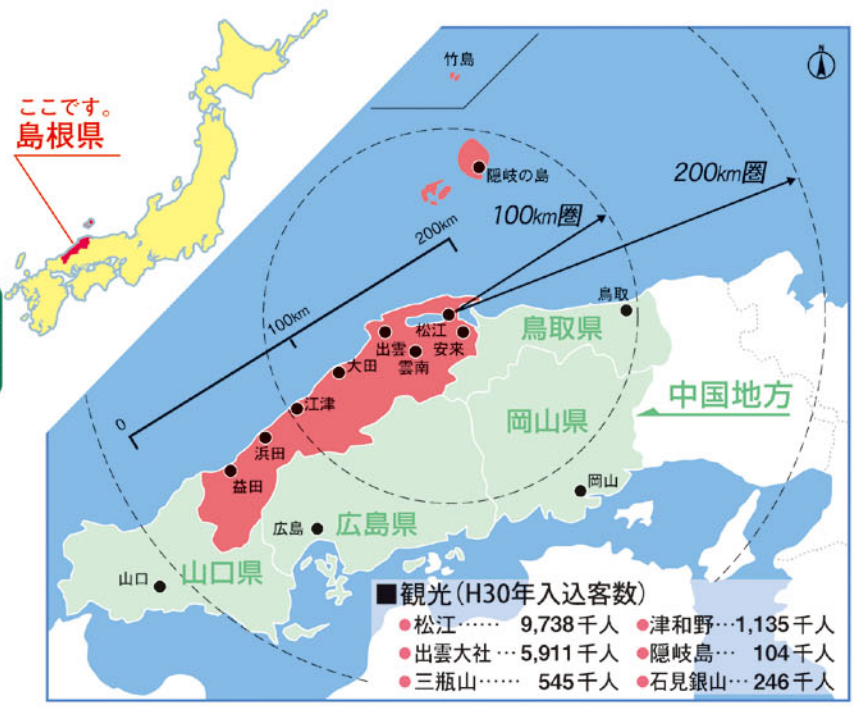 ここです。
島根県
竹島
N
隠岐の島
200km圏
100km圏
200km
100km
0
鳥取
松江
出雲
安来
雲南
大田
江津
浜田
益田
鳥取県
中国地方
岡山県
岡山
広島
広島県
山口
山口県
■観光(H30年入込客数)
●松江…… 9,738千人 ●津和野…1,135千人
●出雲大社…5,911千人 ●隠岐島… 104千人
●三瓶山…… 545千人 ●石見銀山… 246千人